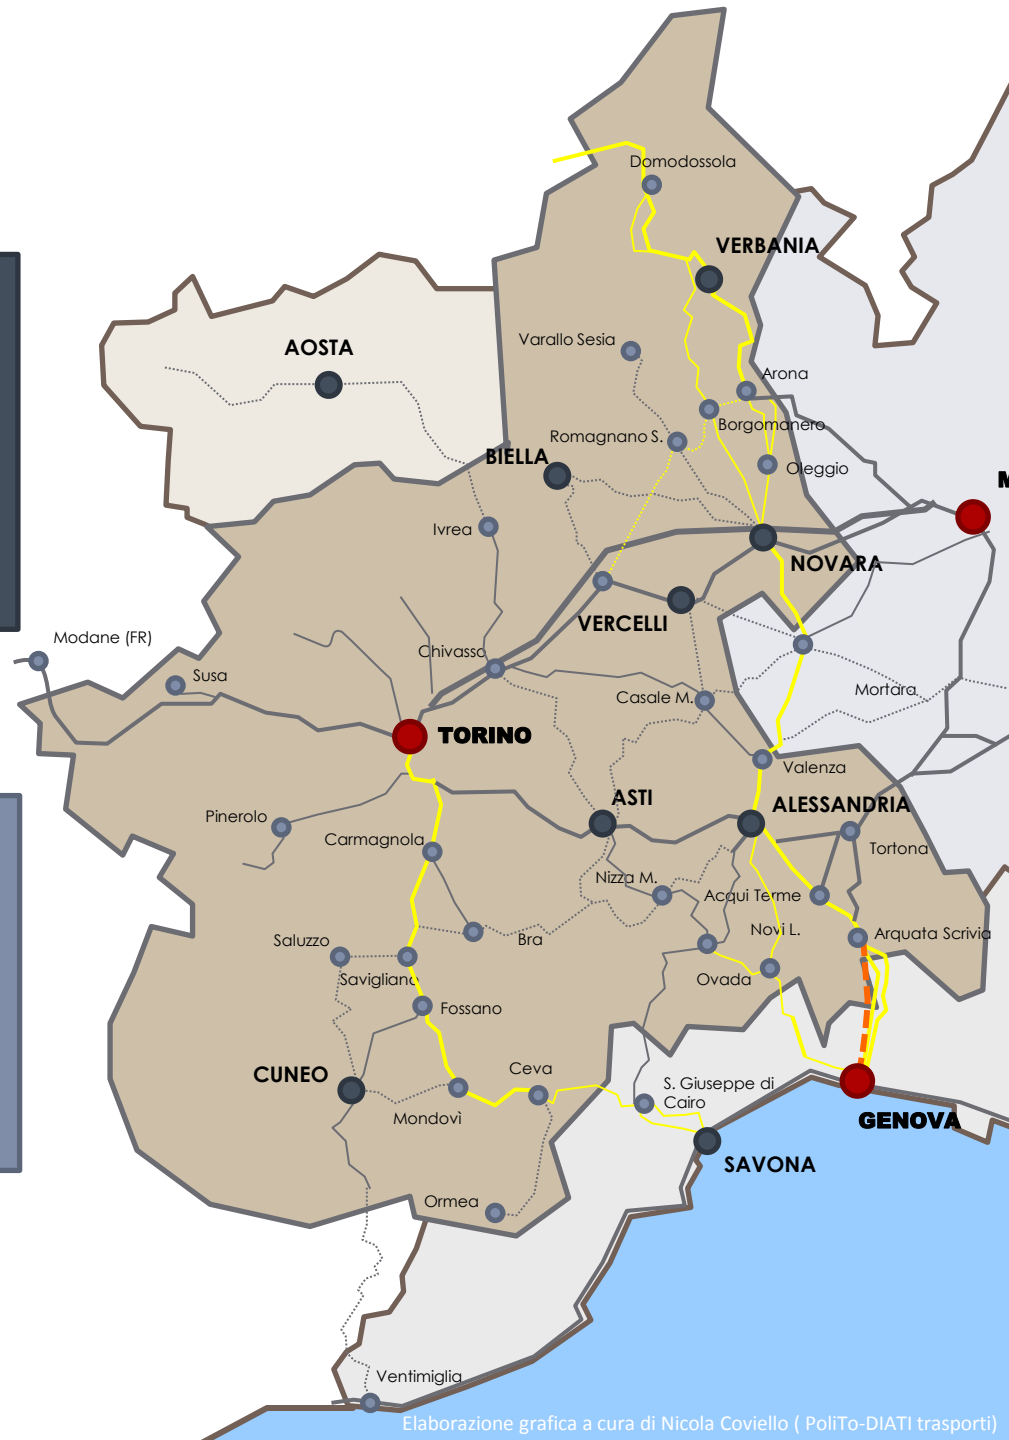 Domodossola
VERBANIA
Varallo Sesia
AOSTA
Arona
Borgomanero
Romagnano S.
BIELLA
Oleggio
M
Ivrea
NOVARA
VERCELLI
Modane (FR)
Chivasso
Susa
Casale M.
Mortara
TORINO
Valenza
ASTI
ALESSANDRIA
Pinerolo
Carmagnola
Tortona
Nizza M.
Acqui Terme
Saluzzo
Bra
Novi L.
Arquata Scrivia
Savigliano
Ovada
Fossano
CUNEO
Ceva
S. Giuseppe di
Cairo
Mondovì
GENOVA
SAVONA
Ormea
Ventimiglia
Elaborazione grafica a cura di Nicola Coviello ( PoliTo-DIATI trasporti)